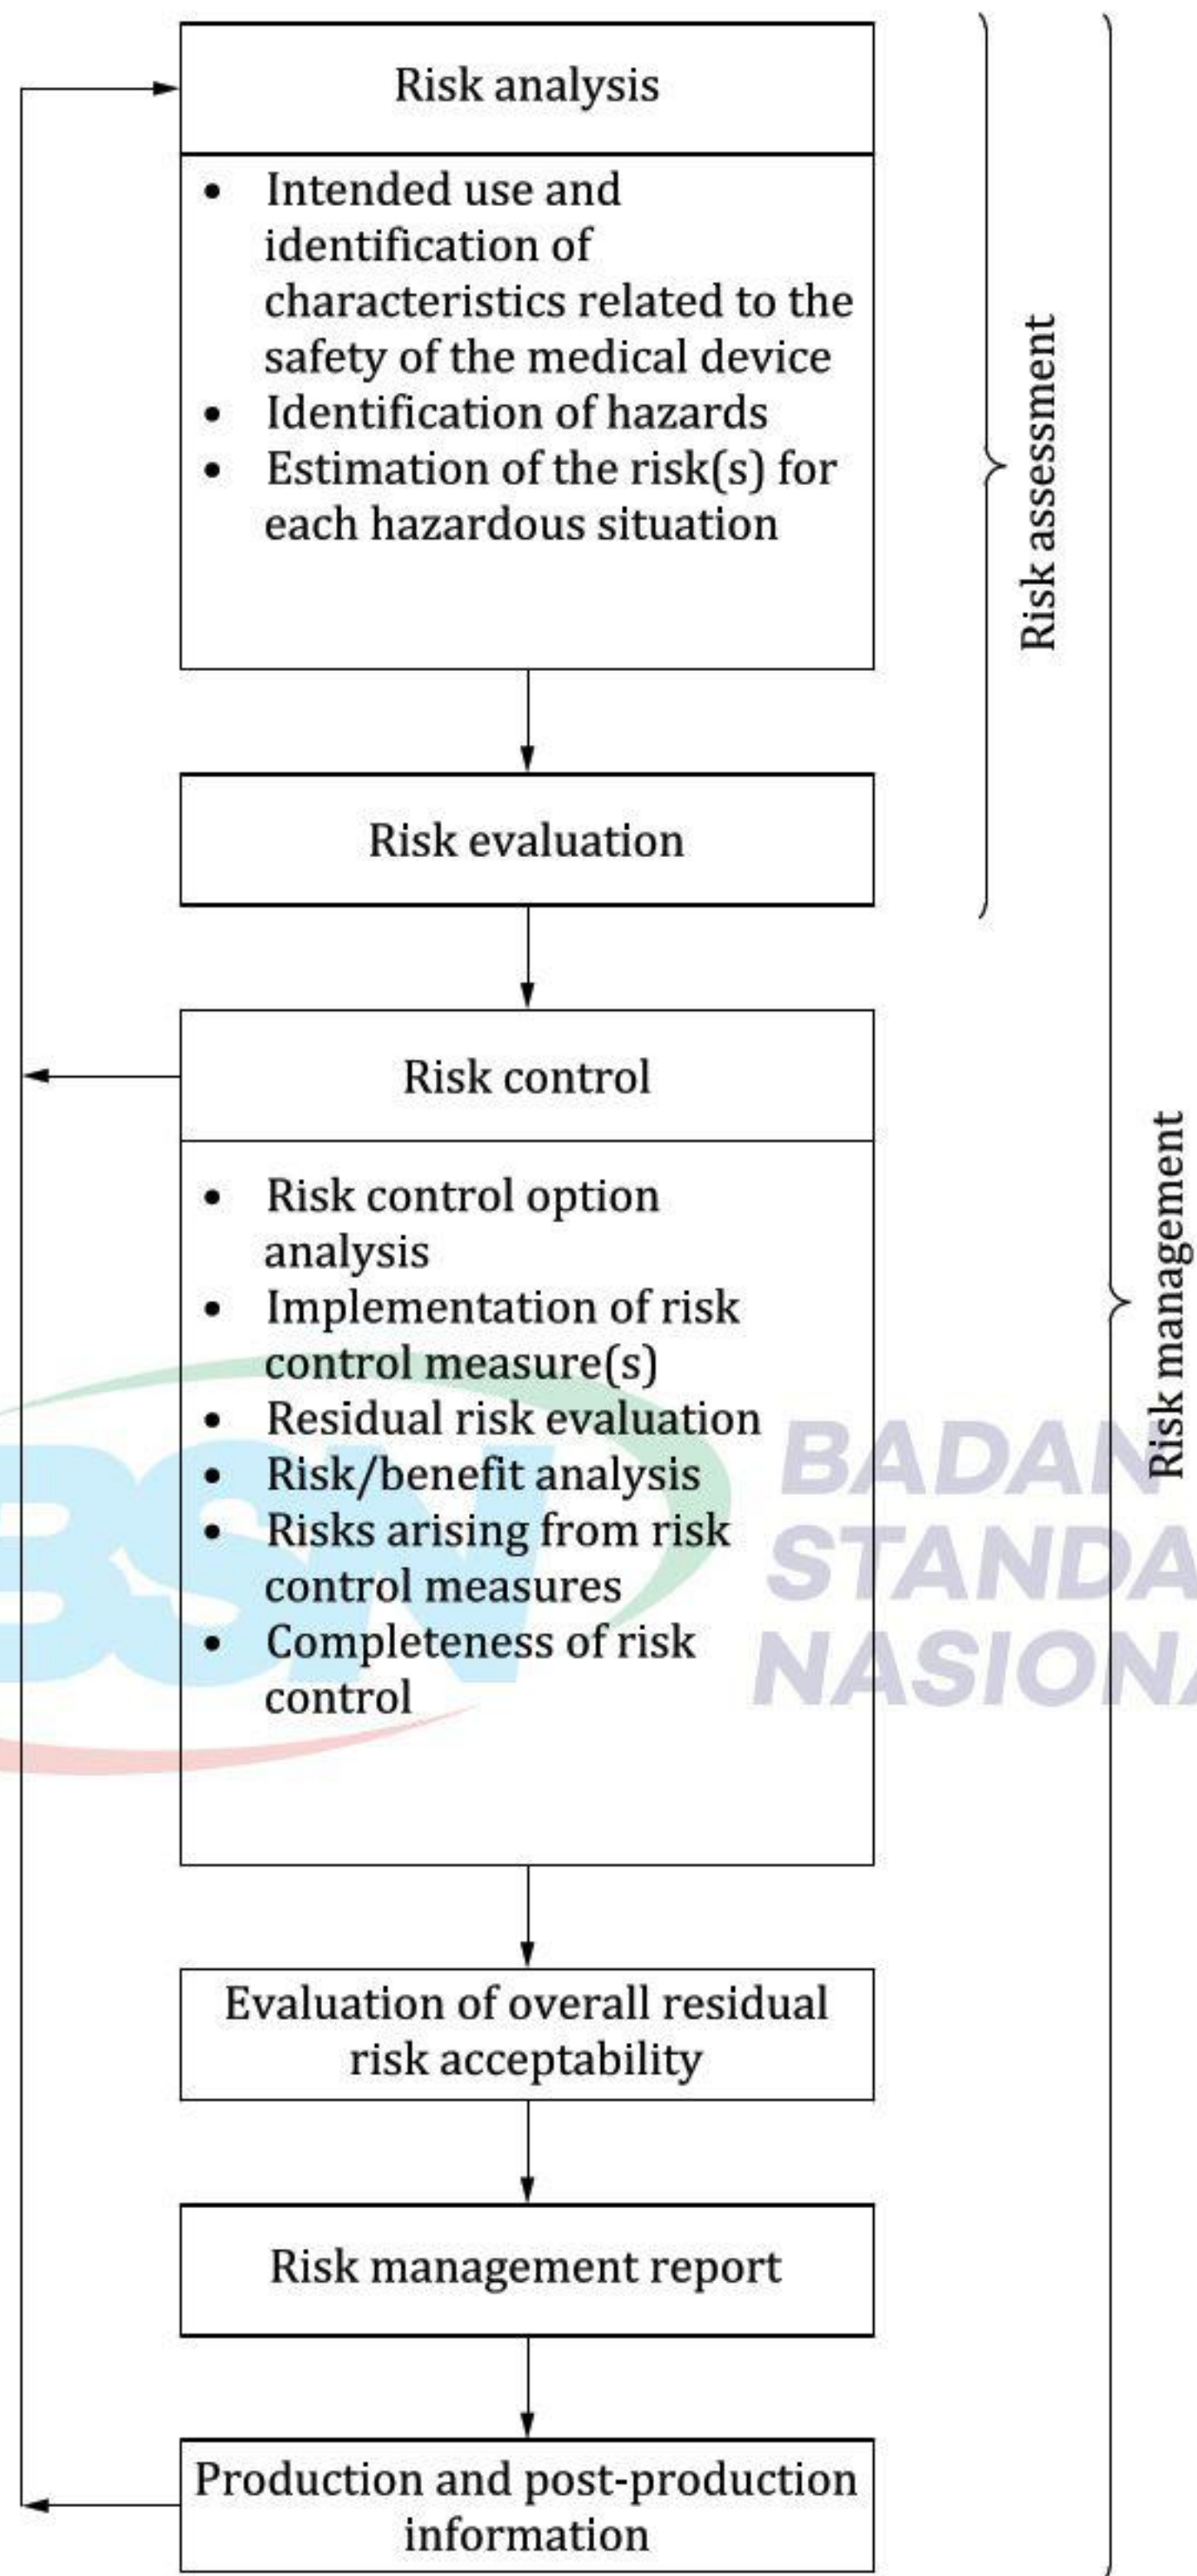 Risk analysis
• Intended use and
identification of
characteristics related to the
safety of the medical device
• Identification of hazards
• Estimation of the risk(s) for
each hazardous situation
Risk evaluation
Risk assessment
Risk control
• Risk control option
analysis
• Implementation of risk
control measure(s)
• Residual risk evaluation
• Risk/benefit analysis
• Risks arising from risk
control measures
• Completeness of risk
control
Evaluation of overall residual
risk acceptability
Risk management report
Production and post-production
information
Risk management
BSN
BADAN
STANDA
NASIONA